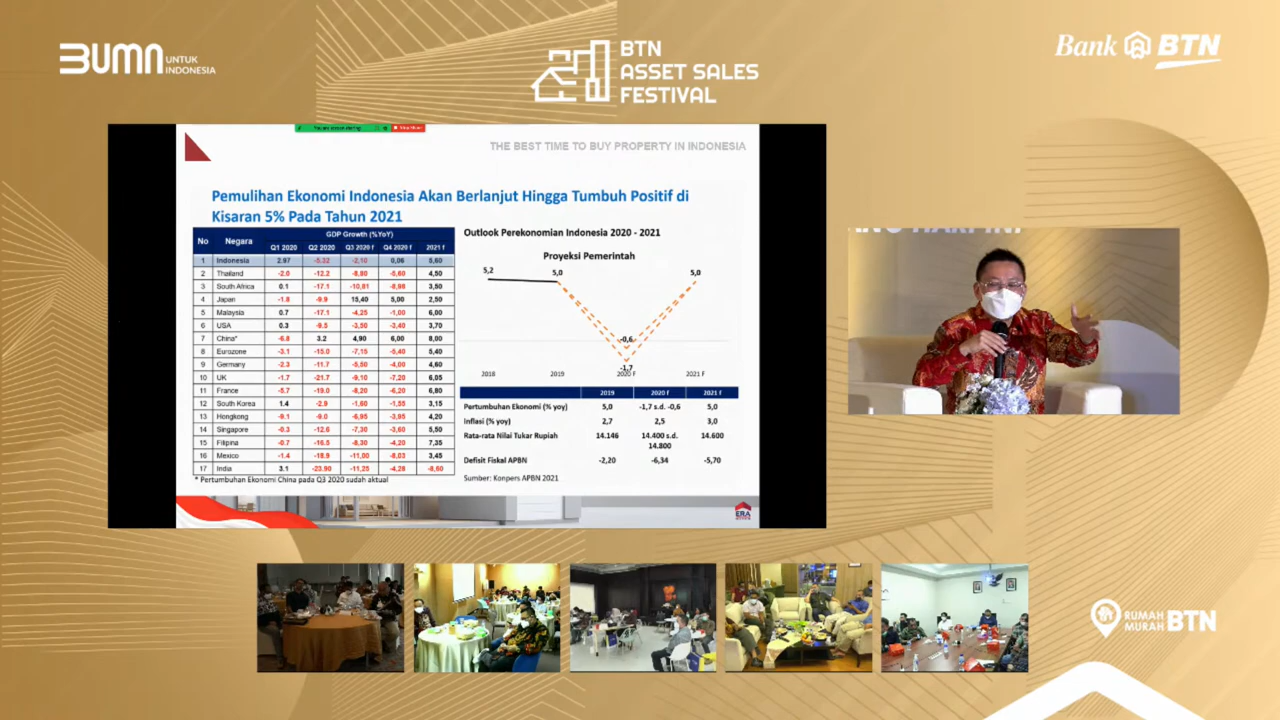 BUMN
UNTUK
INDONESIA
BTN
ASSET SALES
FESTIVAL
Bank BTN
THE BEST TIME TO BUY PROPERTY IN INDONESIA
Pemulihan Ekonomi Indonesia Akan Berlanjut Hingga Tumbuh Positif di
Kisaran 5% Pada Tahun 2021
No Negara GDP Growth (%YoY)
Q1 2020 Q2 2020 Q3 2020 f Q4 2020 f 2021 f
1 Indonesia 2.97 -5.32 -2,10 0,06 5,60
2 Thailand -2.0 -12.2 -8,80 -5,60 4,50
3 South Africa 0.1 -17.1 -10,81 -8,98 3,50
4 Japan -1.8 -9.9 15,40 5,00 2,50
5 Malaysia 0.7 -17.1 -4,25 -1,00 6,00
6 USA 0.3 -9.5 -3,50 -3,40 3,70
7 China* -6.8 3.2 4,90 6,00 8,00
8 Eurozone -3.1 -15.0 -7,15 -5,40 5,40
9 Germany -2.3 -11.7 -5,50 -4,00 4,60
10 UK -1.7 -21.7 -9,10 -7,20 6,05
11 France -5.7 -19.0 -8,20 -6,20 6,80
12 South Korea 1.4 -2.9 -1,60 -1,55 3,15
13 Hongkong -9.1 -9.0 -6,95 -3,95 4,20
14 Singapore -0.3 -12.6 -7,30 -3,60 5,50
15 Filipina -0.7 -16.5 -8,30 -4,20 7,35
16 Mexico -1.4 -18.9 -11,00 -8,03 3,45
17 India 3.1 -23.90 -11,25 -4,28 -8,60
* Pertumbuhan Ekonomi China pada Q3 2020 sudah aktual
Outlook Perekonomian Indonesia 2020 - 2021
Proyeksi Pemerintah
5,2 5,0 5,0
-0,6
-1,7
2018 2019 2020 F 2021 F
2019 2020 f 2021 f
Pertumbuhan Ekonomi (% yoy) 5,0 -1,7 s.d. -0,6 5,0
Inflasi (% yoy) 2,7 2,5 3,0
Rata-rata Nilai Tukar Rupiah 14.146 14.400 s.d. 14.600
14.800
Defisit Fiskal APBN -2,20 -6,34 -5,70
Sumber: Konpers APBN 2021
ERA
RUMAH
MURAH BTN